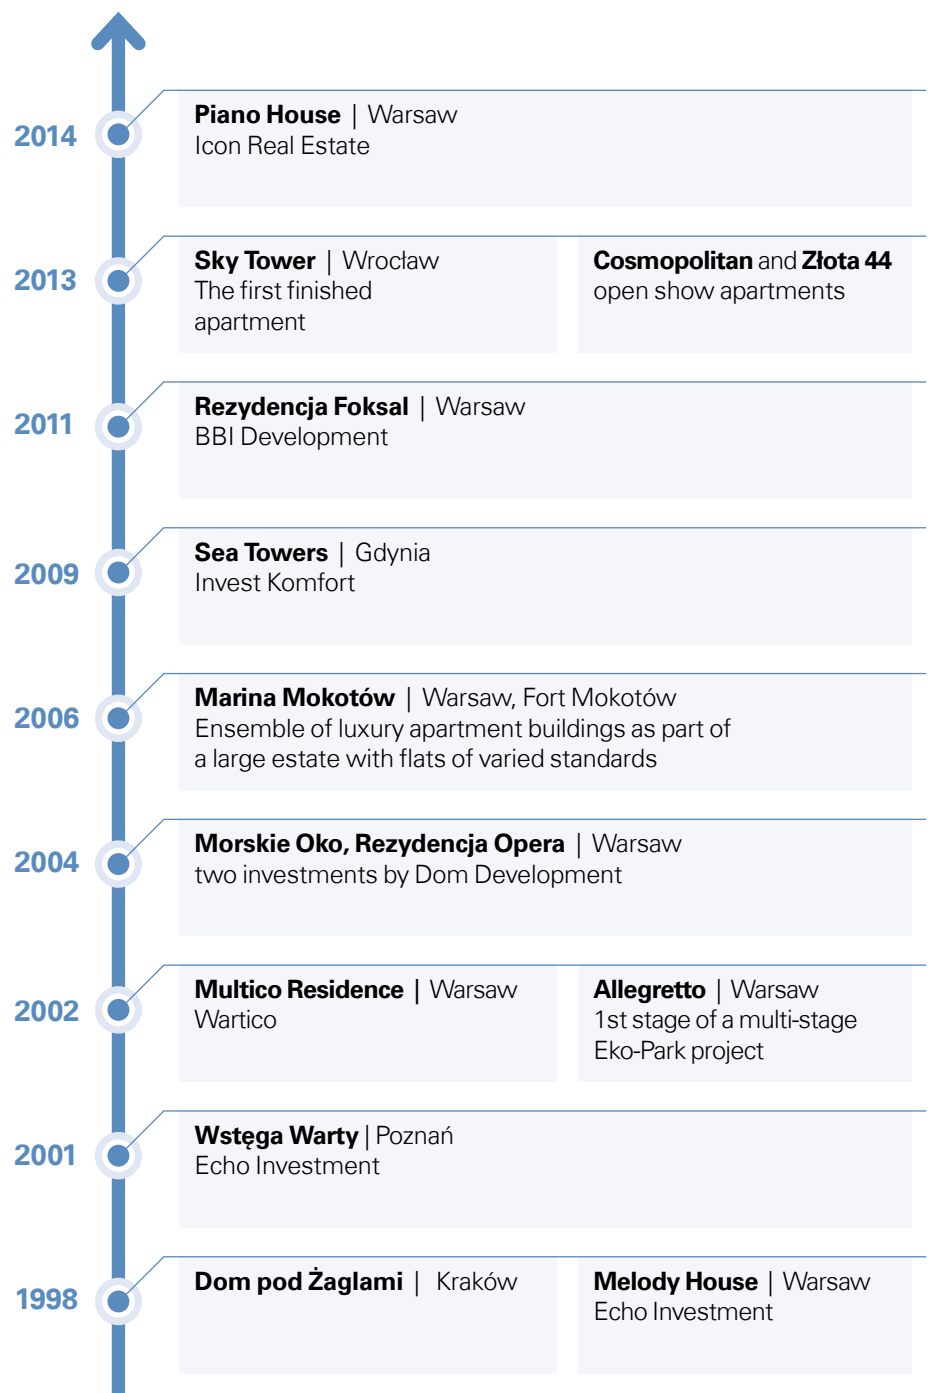 2014
Piano House | Warsaw
Icon Real Estate
2013
Sky Tower | Wrocław
The first finished
apartment
Cosmopolitan and Złota 44
open show apartments
2011
Rezydencja Foksal | Warsaw
BBI Development
2009
Sea Towers | Gdynia
Invest Komfort
2006
Marina Mokotów | Warsaw, Fort Mokotów
Ensemble of luxury apartment buildings as part of
a large estate with flats of varied standards
2004
Morskie Oko, Rezydencja Opera | Warsaw
two investments by Dom Development
2002
Multico Residence | Warsaw
Wartico
Allegretto | Warsaw
1st stage of a multi-stage
Eko-Park project
2001
Wstęga Warty | Poznań
Echo Investment
1998
Dom pod Żaglami | Kraków
Melody House | Warsaw
Echo Investment